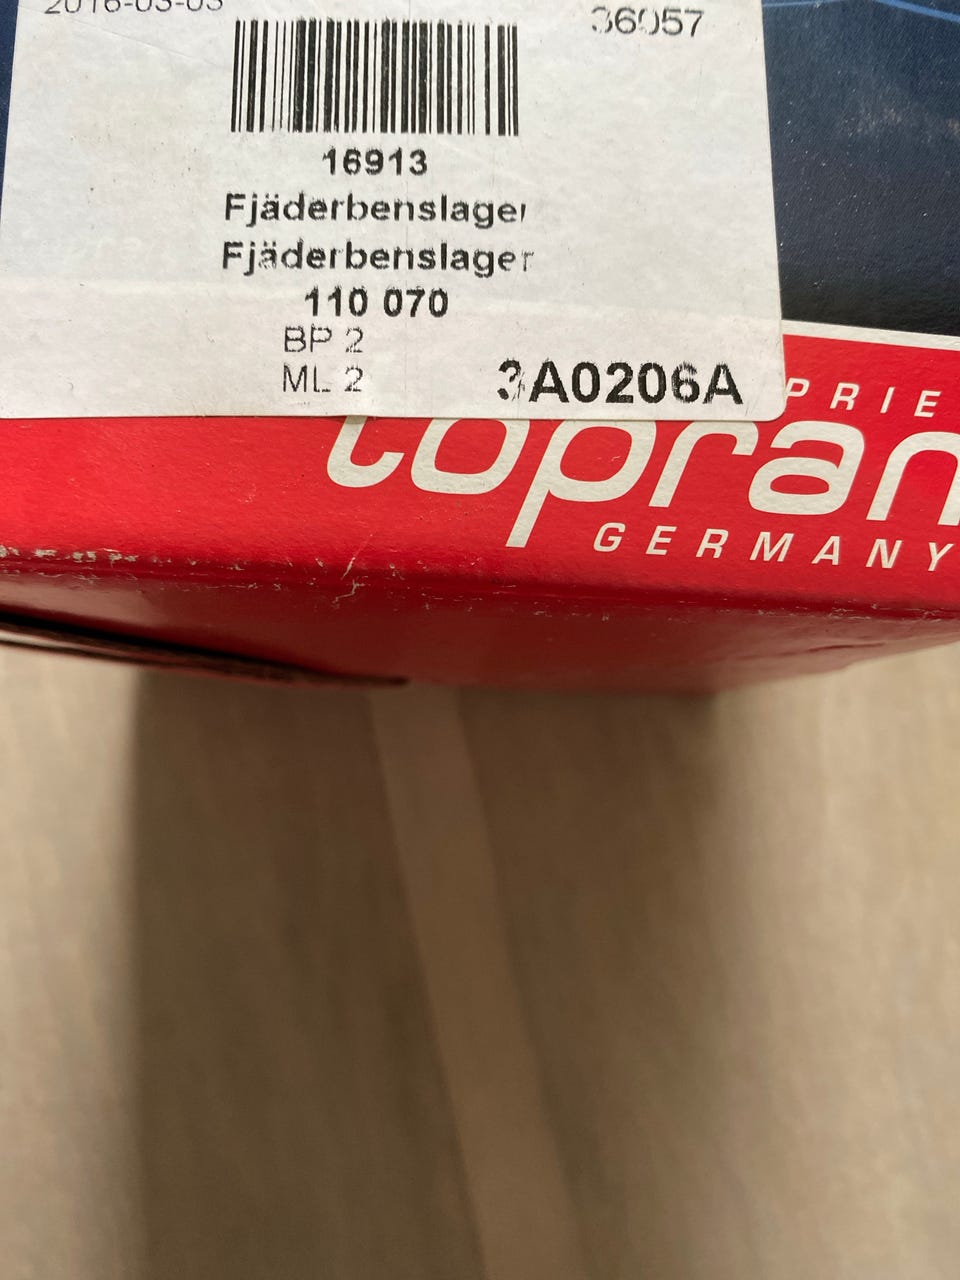 2016-03-03
36057
16913
Fjäderbenslager
Fjäderbenslager
110 070
BP 2
ML 2
3A0206A
PRIE
topran
GERMANY